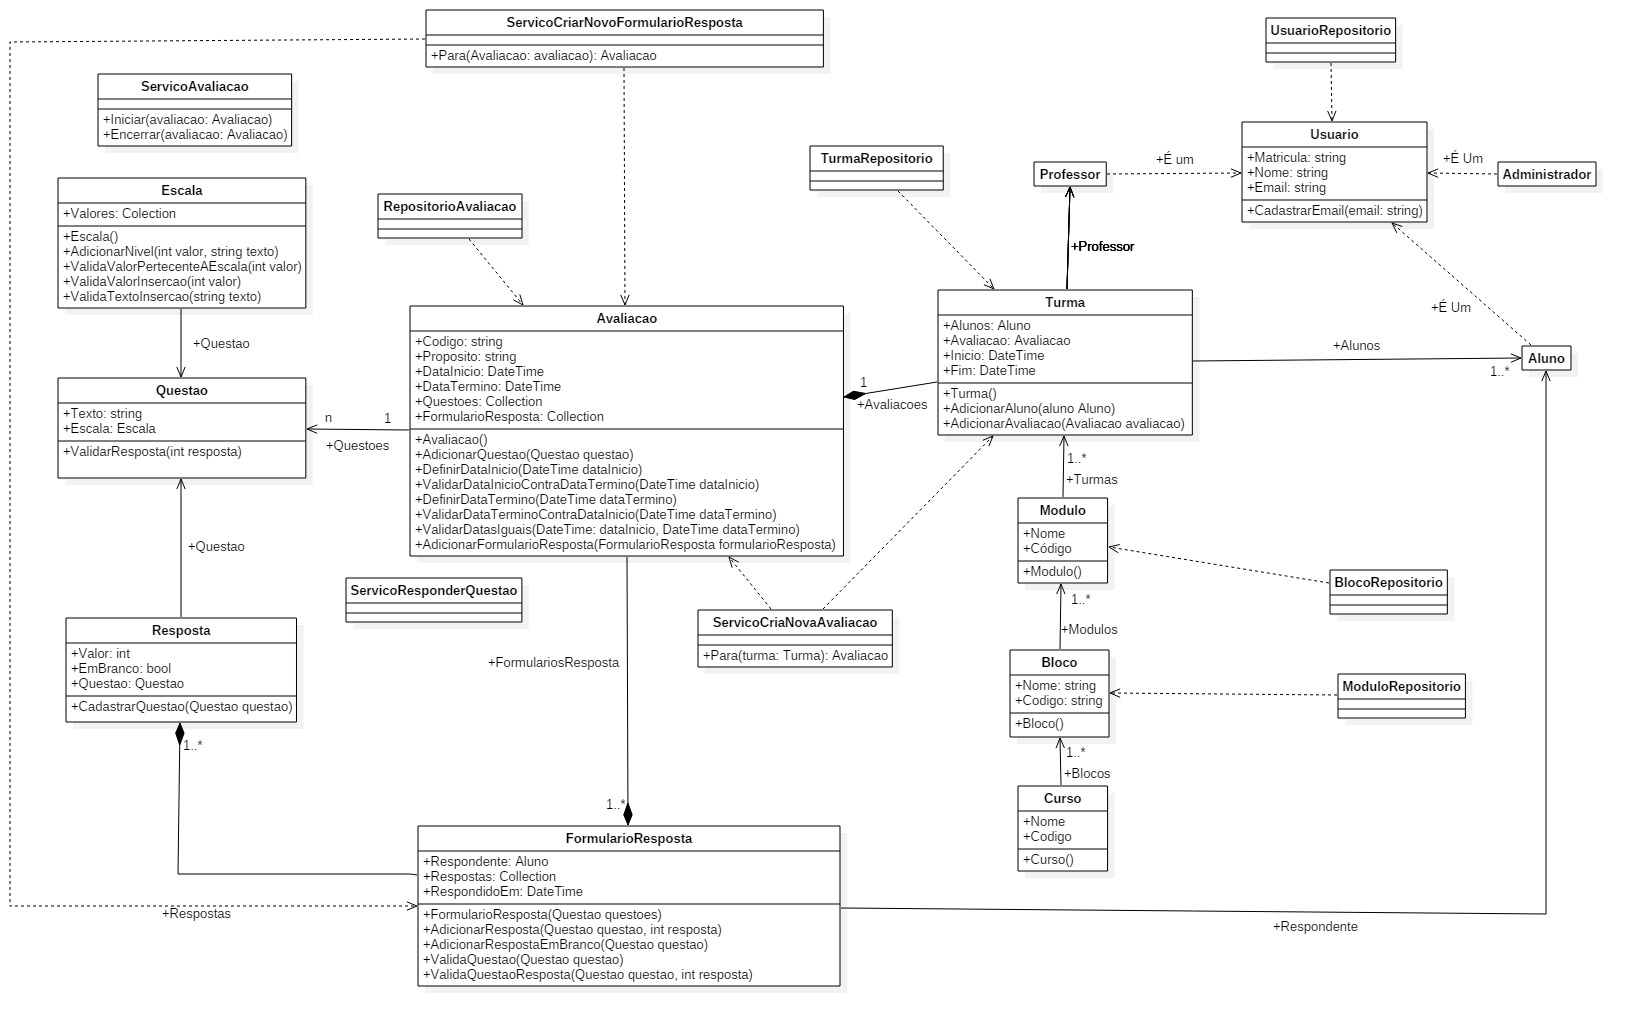 ServicoCriarNovoFormularioResposta
+Para(Avaliacao: avaliacao): Avaliacao
UsuarioRepositorio
ServicoAvaliacao
+Iniciar(avaliacao: Avaliacao)
+Encerrar(avaliacao: Avaliacao)
Usuario
+Matricula: string
+Nome: string
+Email: string
+CadastrarEmail(email: string)
TurmaRepositorio
Professor
+É um
+É Um
Administrador
Escala
+Valores: Colection
+Escala()
+AdicionarNivel(int valor, string texto)
+ValidaValorPertecenteAEscala(int valor)
+ValidaValorInsercao(int valor)
+ValidaTextoInsercao(string texto)
RepositorioAvaliacao
+Professor
+É Um
+Questao
Avaliacao
+Codigo: string
+Proposito: string
+DataInicio: DateTime
+DataTermino: DateTime
+Questoes: Collection
+FormularioResposta: Collection
+Avaliacao()
+AdicionarQuestao(Questao questao)
+DefinirDataInicio(DateTime dataInicio)
+ValidarDataInicioContraDataTermino(DateTime dataInicio)
+DefinirDataTermino(DateTime dataTermino)
+ValidarDataTerminoContraDataInicio(DateTime dataTermino)
+ValidarDatasIguais(DateTime: dataInicio, DateTime dataTermino)
+AdicionarFormularioResposta(FormularioResposta formularioResposta)
Turma
+Alunos: Aluno
+Avaliacao: Avaliacao
+Inicio: DateTime
+Fim: DateTime
+Turma()
+AdicionarAluno(aluno Aluno)
+AdicionarAvaliacao(Avaliacao avaliacao)
+Alunos
1..*
Aluno
1
+Avaliacoes
Questao
+Texto: string
+Escala: Escala
+ValidarResposta(int resposta)
n
1
+Questoes
1..*
+Turmas
Modulo
+Nome
+Código
+Modulo()
+Questao
BlocoRepositorio
ServicoResponderQuestao
ServicoCriaNovaAvaliacao
+Para(turma: Turma): Avaliacao
1..*
+Modulos
Resposta
+Valor: int
+EmBranco: bool
+Questao: Questao
+CadastrarQuestao(Questao questao)
+FormulariosResposta
Bloco
+Nome: string
+Codigo: string
+Bloco()
ModuloRepositorio
1..*
1..*
+Blocos
Curso
+Nome
+Codigo
+Curso()
1..*
FormularioResposta
+Respondente: Aluno
+Respostas: Collection
+RespondidoEm: DateTime
+FormularioResposta(Questao questoes)
+AdicionarResposta(Questao questao, int resposta)
+AdicionarRespostaEmBranco(Questao questao)
+ValidaQuestao(Questao questao)
+ValidaQuestaoResposta(Questao questao, int resposta)
+Respostas
+Respondente